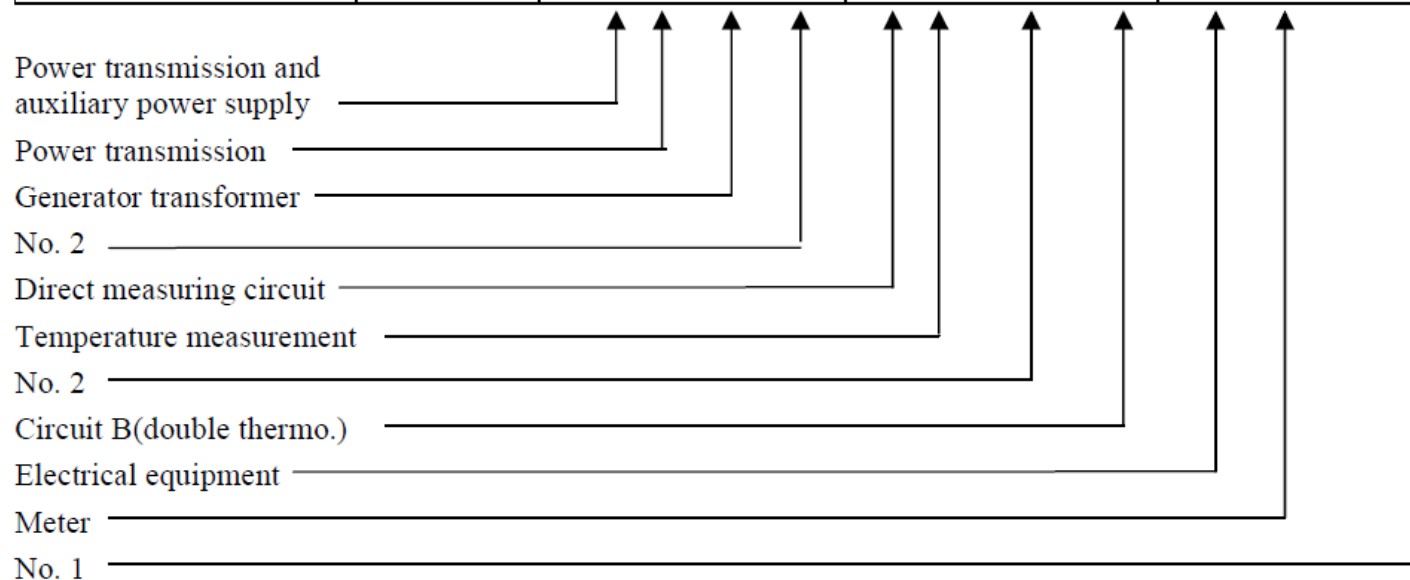 Power transmission and
auxiliary power supply
Power transmission
Generator transformer
No. 2
Direct measuring circuit
Temperature measurement
No. 2
Circuit B(double thermo.)
Electrical equipment
Meter
No. 1